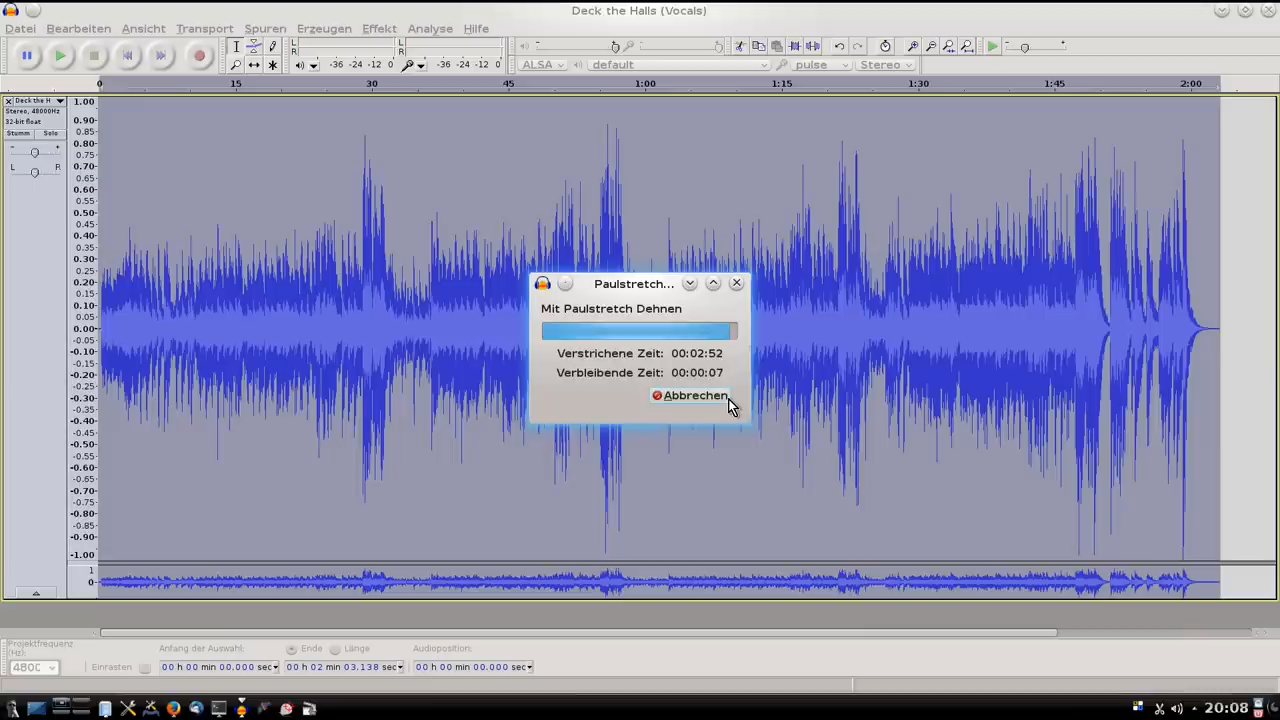 Deck the Halls (Vocals)
Datei Bearbeiten Ansicht Transport Spuren Erzeugen Effekt Analyse Hilfe
L
R
-36 -24 -12 0
L
R
-36 -24 -12 0
ALSA default pulse Stereo
0 15 30 45 1:00 1:15 1:30 1:45 2:00
Deck the H
Stereo, 48000Hz
32-bit float
Stumm Solo
- +
L R
1.00
0.90
0.85
0.80
0.75
0.70
0.65
0.60
0.55
0.50
0.45
0.40
0.35
0.30
0.25
0.20
0.15
0.10
0.05
0.00
-0.05
-0.10
-0.15
-0.20
-0.25
-0.30
-0.35
-0.40
-0.45
-0.50
-0.55
-0.60
-0.65
-0.70
-0.75
-0.80
-0.85
-0.90
-1.00
1
0
Paulstretch...
Mit Paulstretch Dehnen
Verstrichene Zeit: 00:02:52
Verbleibende Zeit: 00:00:07
Abbrechen
Projektfrequenz
(Hz):
Anfang der Auswahl: Ende Länge Audioposition:
4800 Einrasten 00 h 00 min 00.000 sec 00 h 02 min 03.138 sec 00 h 00 min 00.000 sec
20:08